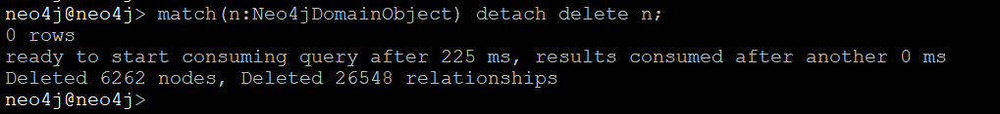 neo4j@neo4j> match(n:Neo4jDomainObject) detach delete n;
0 rows
ready to start consuming query after 225 ms, results consumed after another 0 ms
Deleted 6262 nodes, Deleted 26548 relationships
neo4j@neo4j>